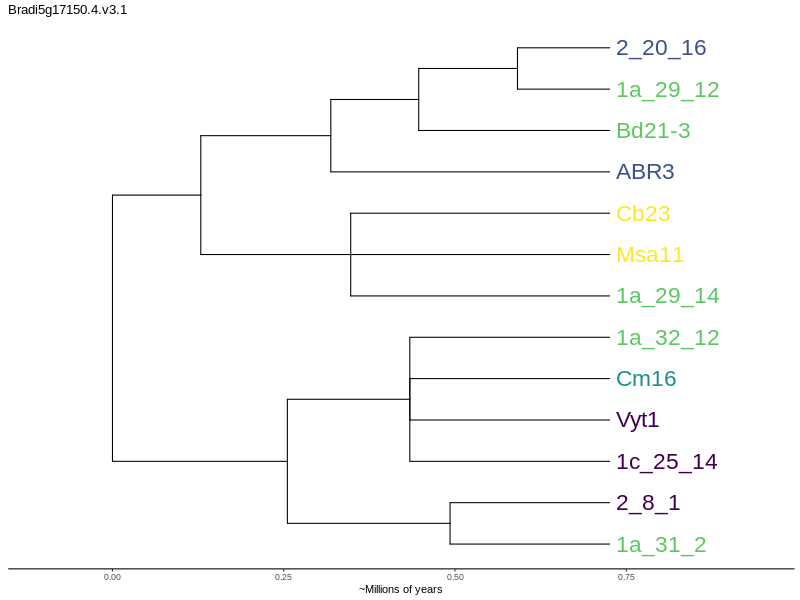 Bradi5g17150.4.v3.1
2_20_16
1a_29_12
Bd21-3
ABR3
Cb23
Msa11
1a_29_14
1a_32_12
Cm16
Vyt1
1c_25_14
2_8_1
1a_31_2
0.00 0.25 0.50 0.75
~Millions of years